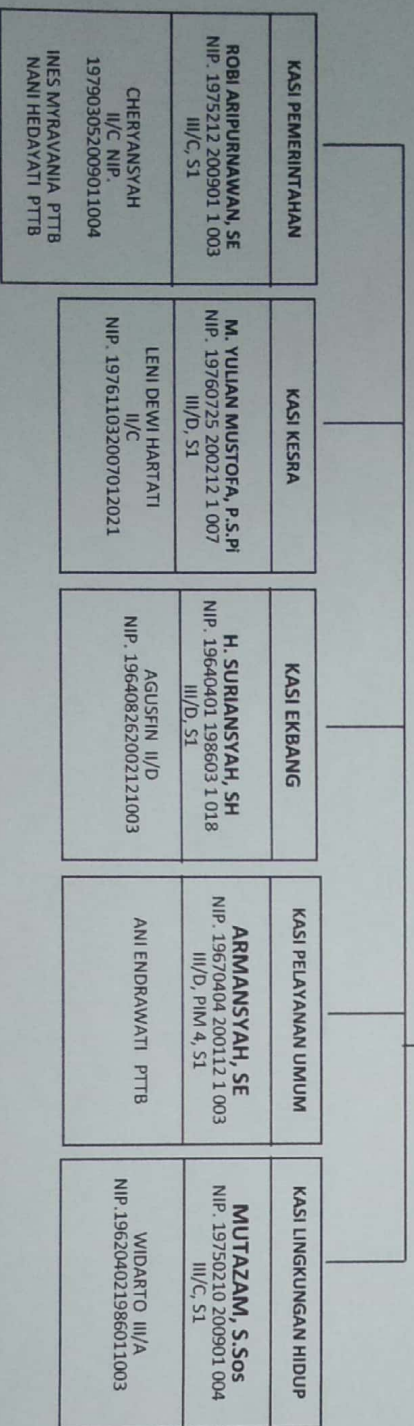 KASI PEMERINTAHAN
ROBI ARIPURNAWAN, SE
NIP. 1975212 200901 1 003
III/C, S1
CHERYANSYAH
II/C NIP.
197903052009011004
INES MYRAVANIA PTTB
NANI HEDAYATI PTTB
KASI KESRA
M. YULIAN MUSTOFA, P.S.Pi
NIP. 19760725 200212 1 007
III/D, S1
LENI DEWI HARTATI
II/C
NIP. 197611032007012021
KASI EKBANG
H. SURIANSYAH, SH
NIP. 19640401 198603 1 018
III/D, S1
AGUSFIN II/D
NIP. 196408262002121003
KASI PELAYANAN UMUM
ARMANSYAH, SE
NIP. 19670404 200112 1 003
III/D, PIM 4, S1
ANI ENDRAWATI PTTB
KASI LINGKUNGAN HIDUP
MUTAZAM, S.Sos
NIP. 19750210 200901 004
III/C, S1
WIDARTO III/A
NIP.196204021986011003